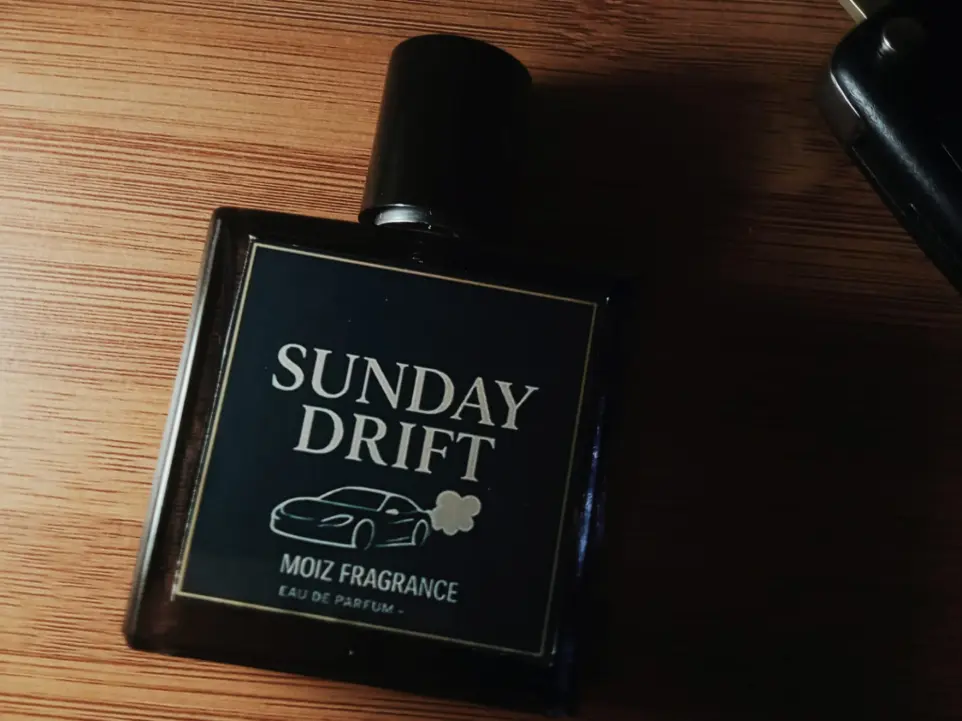 SUNDAY
DRIFT
MOIZ FRAGRANCE
EAU DE PARFUM -